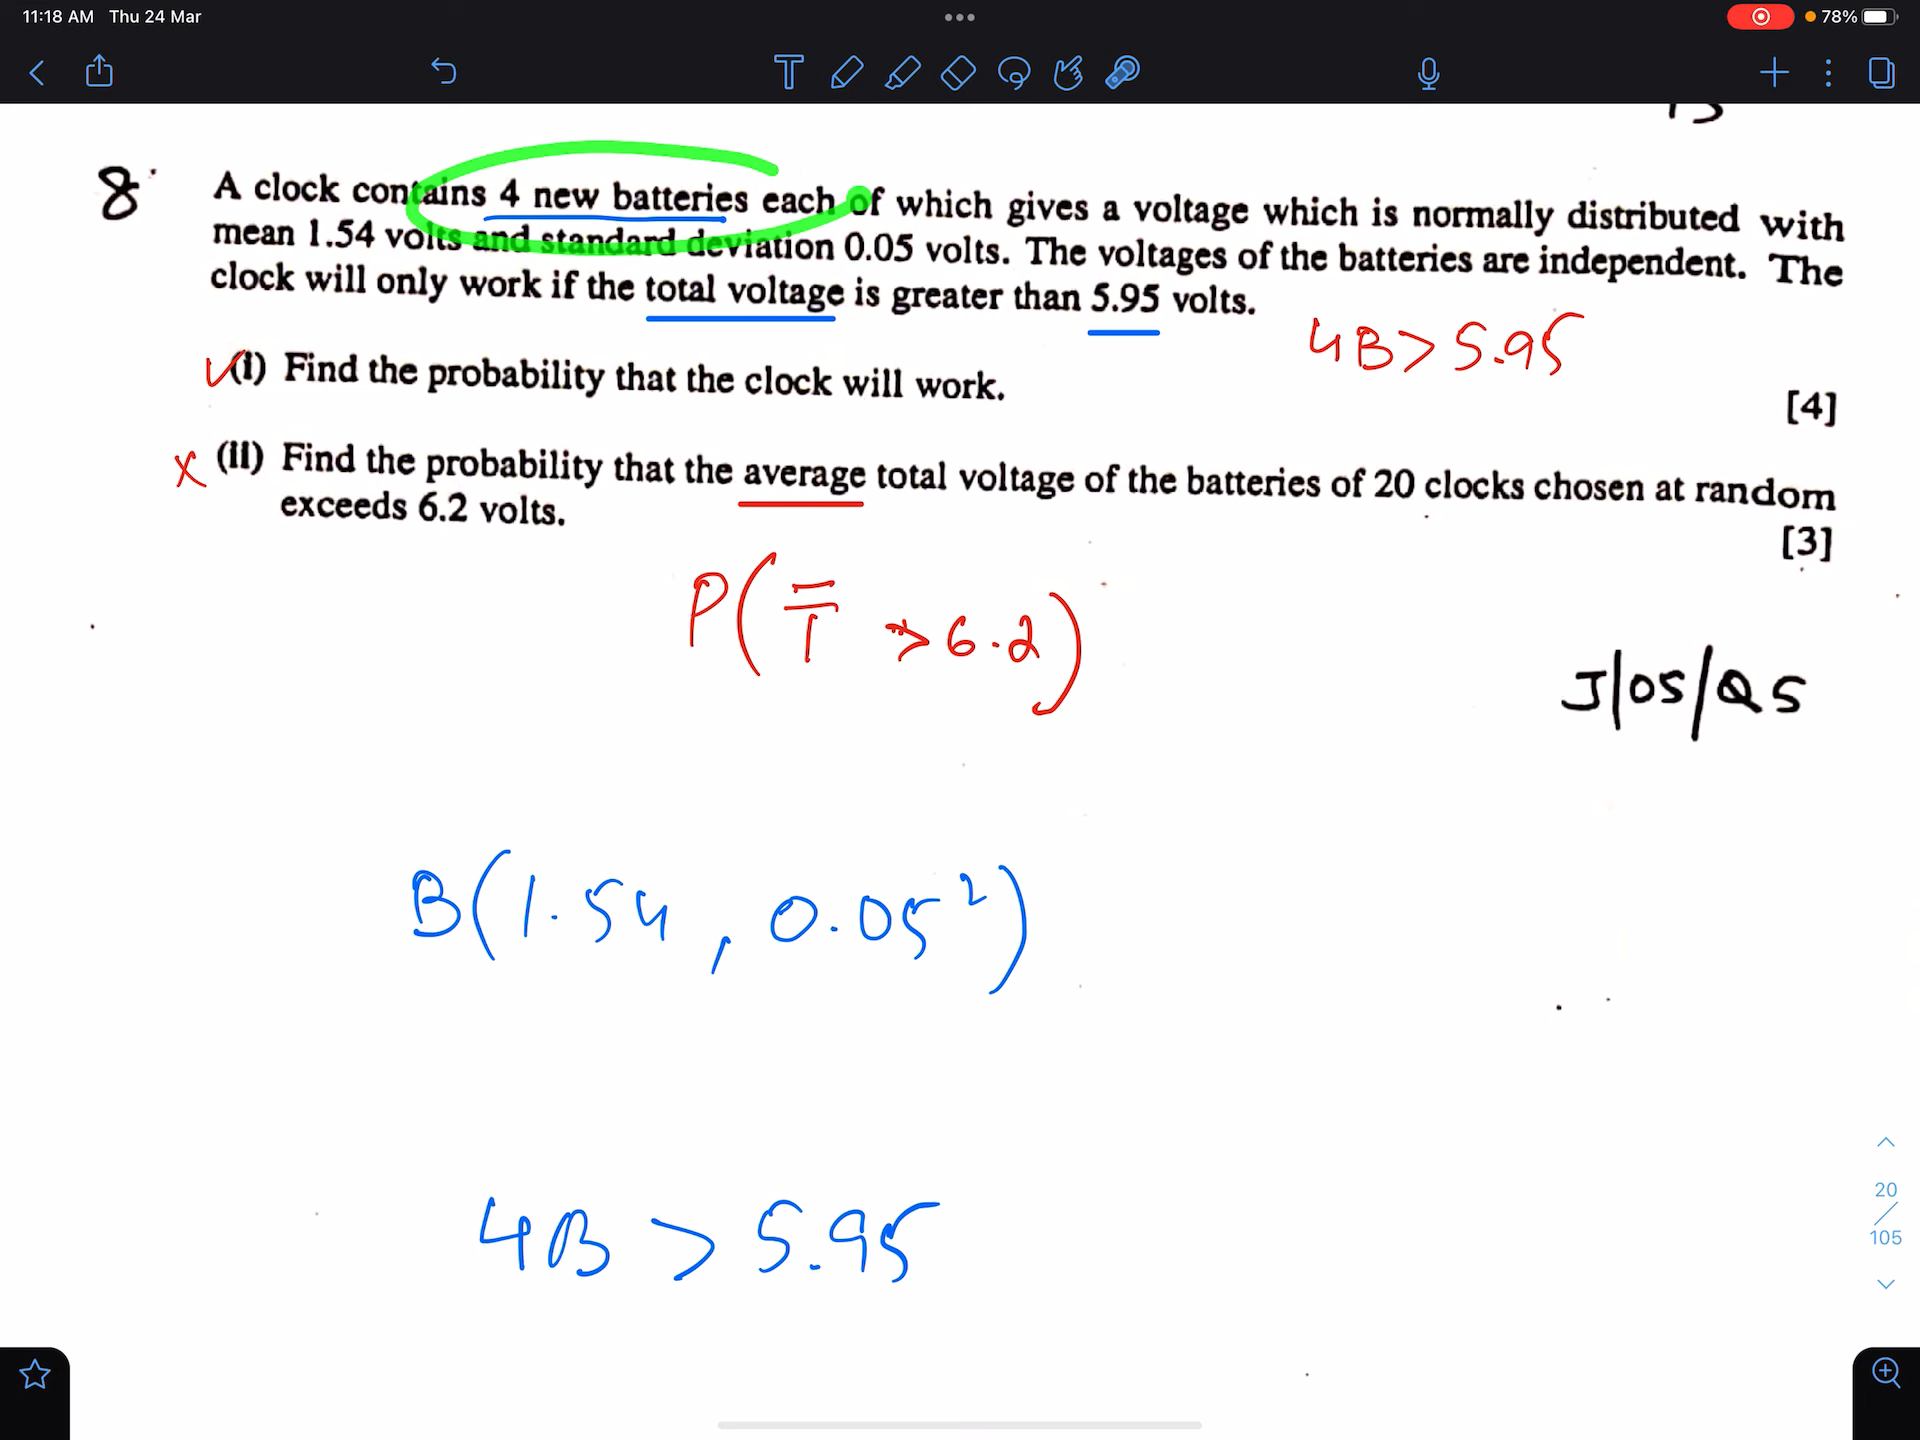 11:18 AM Thu 24 Mar
78%
8
A clock contains 4 new batteries each of which gives a voltage which is normally distributed with
mean 1.54 volts and standard deviation 0.05 volts. The voltages of the batteries are independent. The
clock will only work if the total voltage is greater than 5.95 volts.
4B > 5.95
(i) Find the probability that the clock will work.
[4]
(ii) Find the probability that the average total voltage of the batteries of 20 clocks chosen at random
exceeds 6.2 volts.
[3]
P(T̄ > 6.2)
J/05/Q5
B(1.54, 0.05²)
4B > 5.95
20
/
105